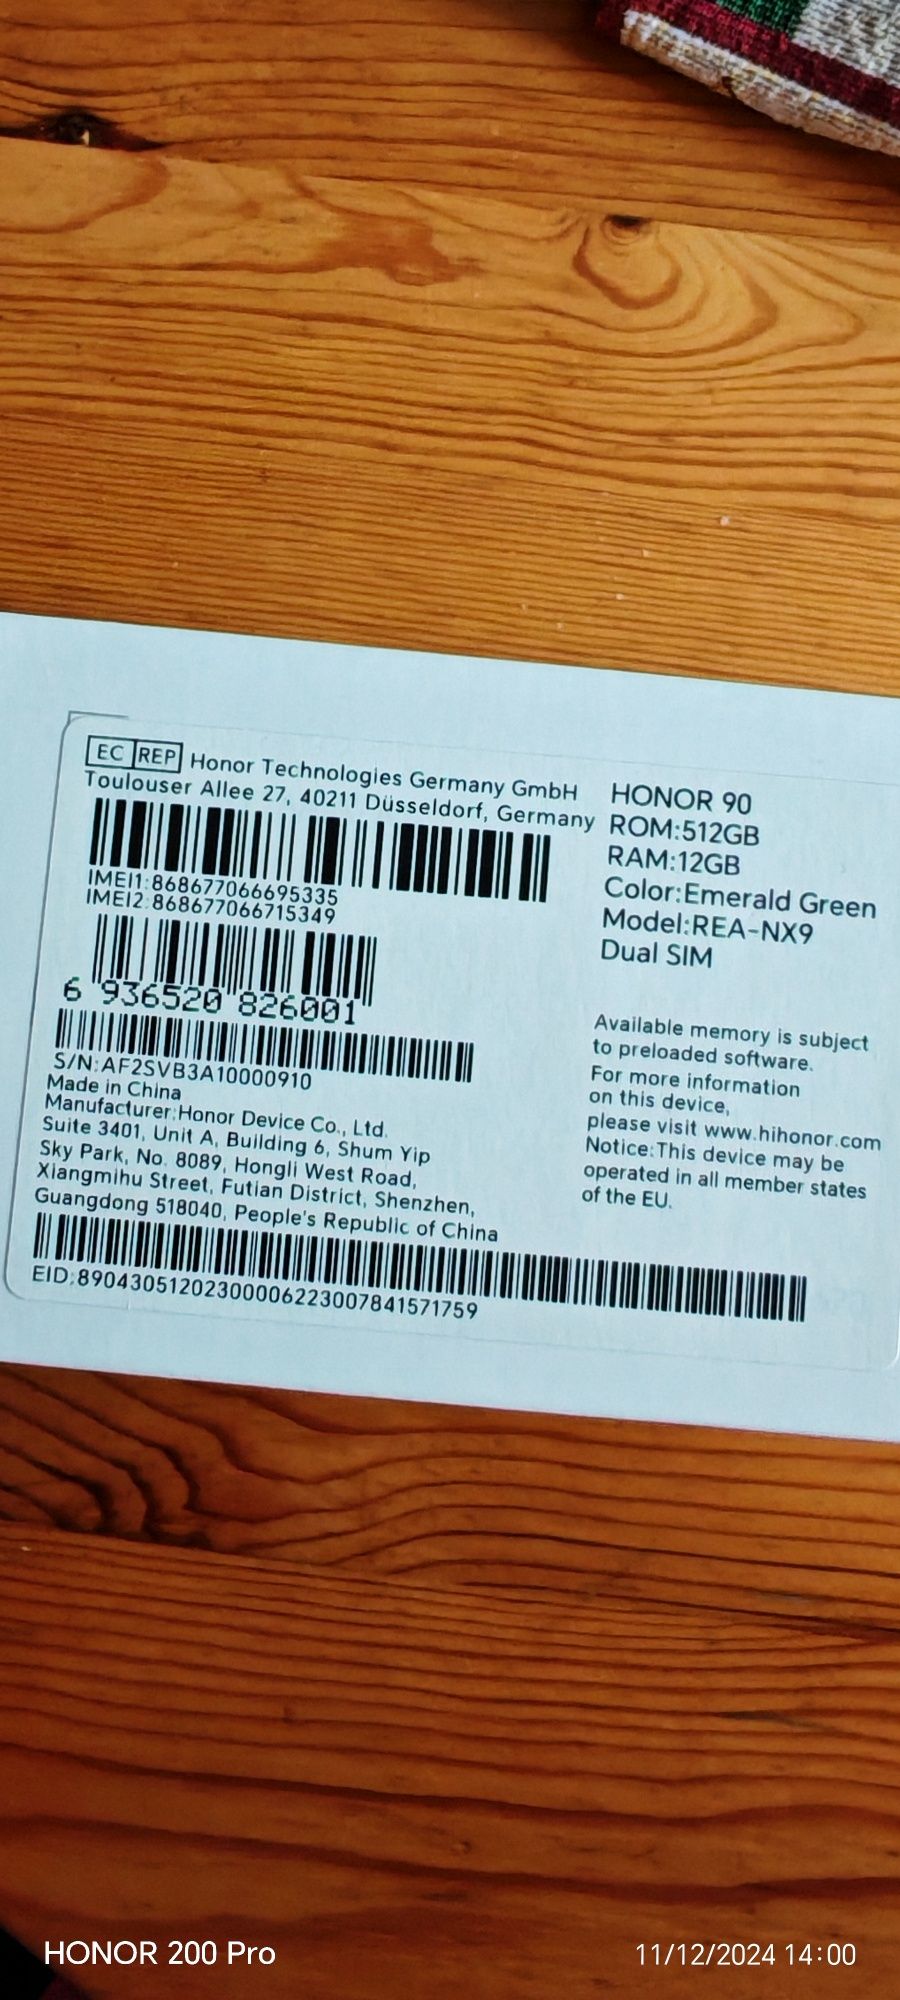 EC REP Honor Technologies Germany GmbH
Toulouser Allee 27, 40211 Düsseldorf, Germany
IMEI1:868677066695335
IMEI2:868677066715349
6 936520 826001
S/N:AF2SVB3A10000910
Made in China
Manufacturer:Honor Device Co., Ltd.
Suite 3401, Unit A, Building 6, Shum Yip
Sky Park, No. 8089, Hongli West Road,
Xiangmihu Street, Futian District, Shenzhen,
Guangdong 518040, People's Republic of China
EID:89043051202300006223007841571759
HONOR 90
ROM:512GB
RAM:12GB
Color:Emerald Green
Model:REA-NX9
Dual SIM
Available memory is subject
to preloaded software.
For more information
on this device,
please visit www.hihonor.com
Notice:This device may be
operated in all member states
of the EU.
HONOR 200 Pro
11/12/2024 14:00